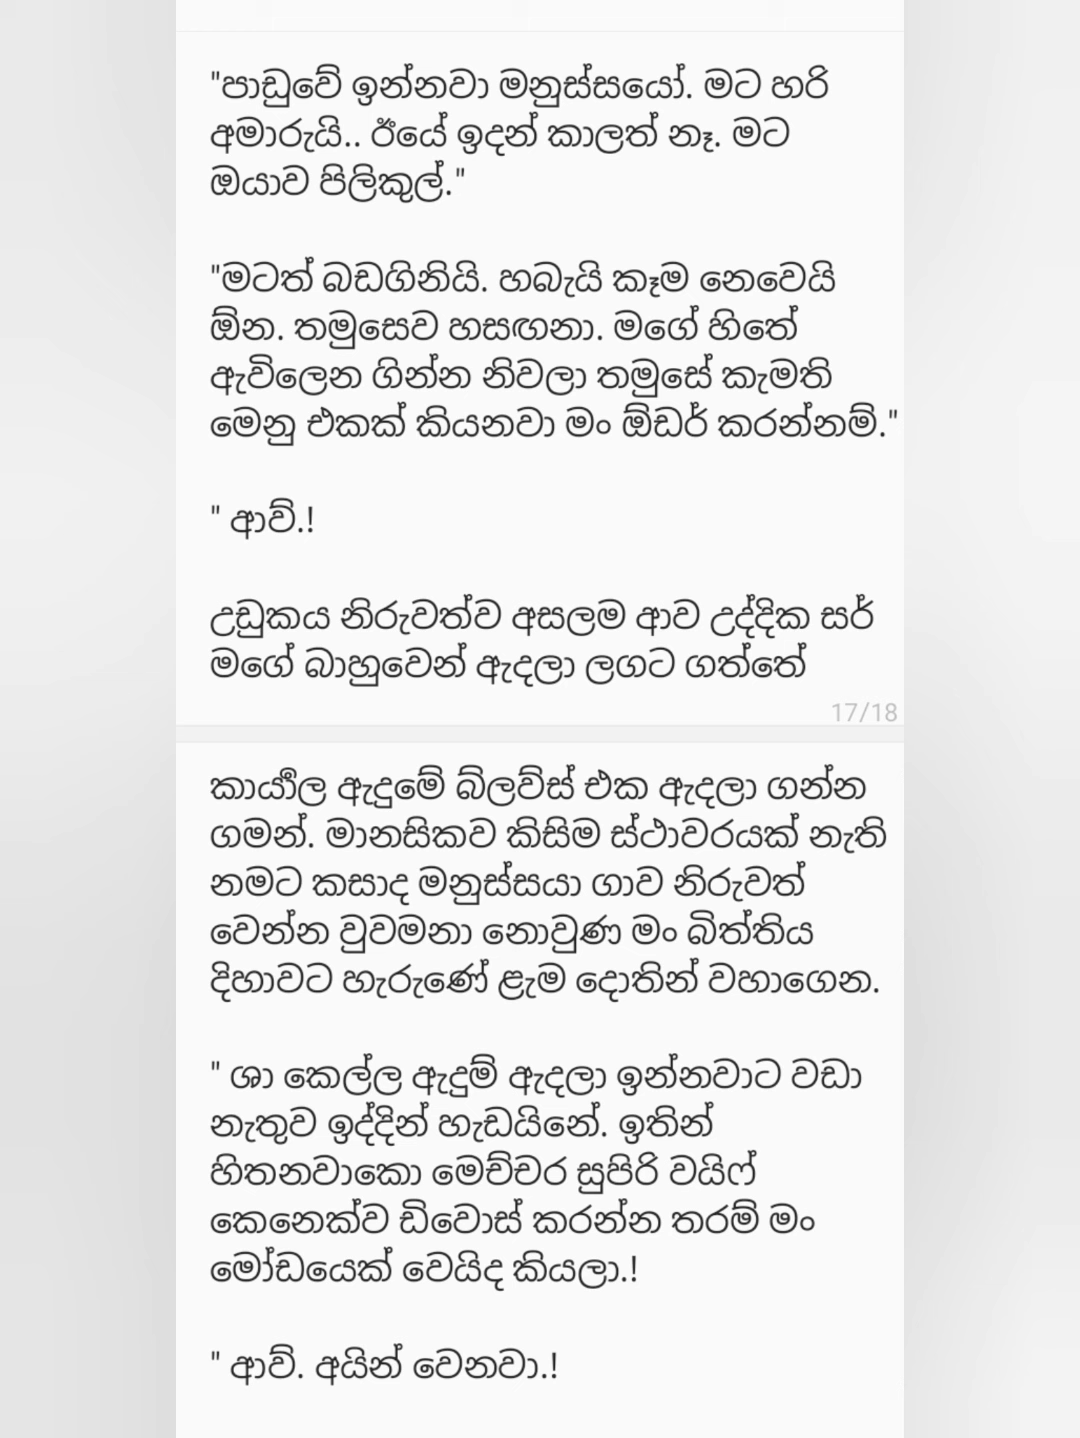 "පාඩුවේ ඉන්නවා මනුස්සයෝ. මට හරි
අමාරුයි.. ඊයේ ඉදන් කාලත් නෑ. මට
ඔයාව පිලිකුල්."
"මටත් බඩගිනියි. හබැයි කෑම නෙවෙයි
ඕන. තමුසෙව හසඟනා. මගේ හිතේ
ඇවිලෙන ගින්න නිවලා තමුසේ කැමති
මෙනු එකක් කියනවා මං ඕඩර් කරන්නම්."
" ආව්.!
උඩුකය නිරුවත්ව අසලම ආව උද්දික සර්
මගේ බාහුවෙන් ඇදලා ලගට ගත්තේ
17/18
කාර්‍යාල ඇදුමේ බ්ලව්ස් එක ඇදලා ගන්න
ගමන්. මානසිකව කිසිම ස්ථාවරයක් නැති
නමට කසාද මනුස්සයා ගාව නිරුවත්
වෙන්න වුවමනා නොවුණ මං බිත්තිය
දිහාවට හැරුණේ ළැම දොතින් වහාගෙන.
" ශා කෙල්ල ඇදුම් ඇදලා ඉන්නවාට වඩා
නැතුව ඉද්දින් හැඩයිනේ. ඉතින්
හිතනවාකො මෙච්චර සුපිරි වයිෆ්
කෙනෙක්ව ඩිවොස් කරන්න තරම් මං
මෝඩයෙක් වෙයිද කියලා.!
" ආව්. අයින් වෙනවා.!